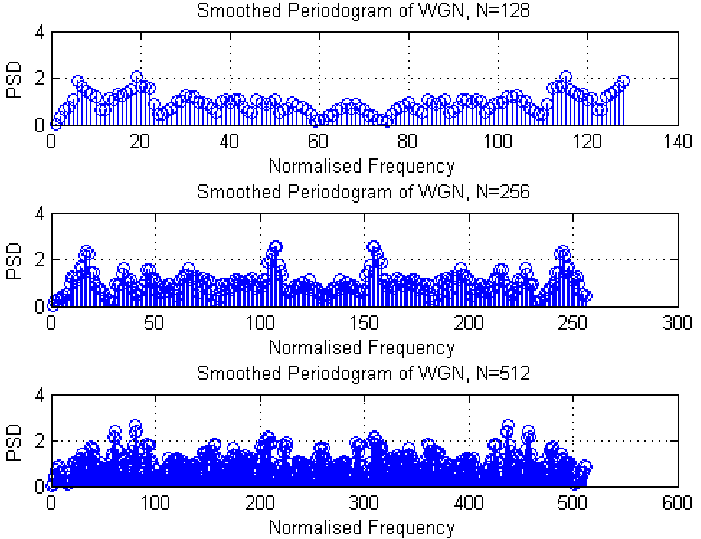 Smoothed Periodogram of WGN, N=128
PSD
4
2
0
0 20 40 60 80 100 120 140
Normalised Frequency
Smoothed Periodogram of WGN, N=256
PSD
4
2
0
0 50 100 150 200 250 300
Normalised Frequency
Smoothed Periodogram of WGN, N=512
PSD
4
2
0
0 100 200 300 400 500 600
Normalised Frequency